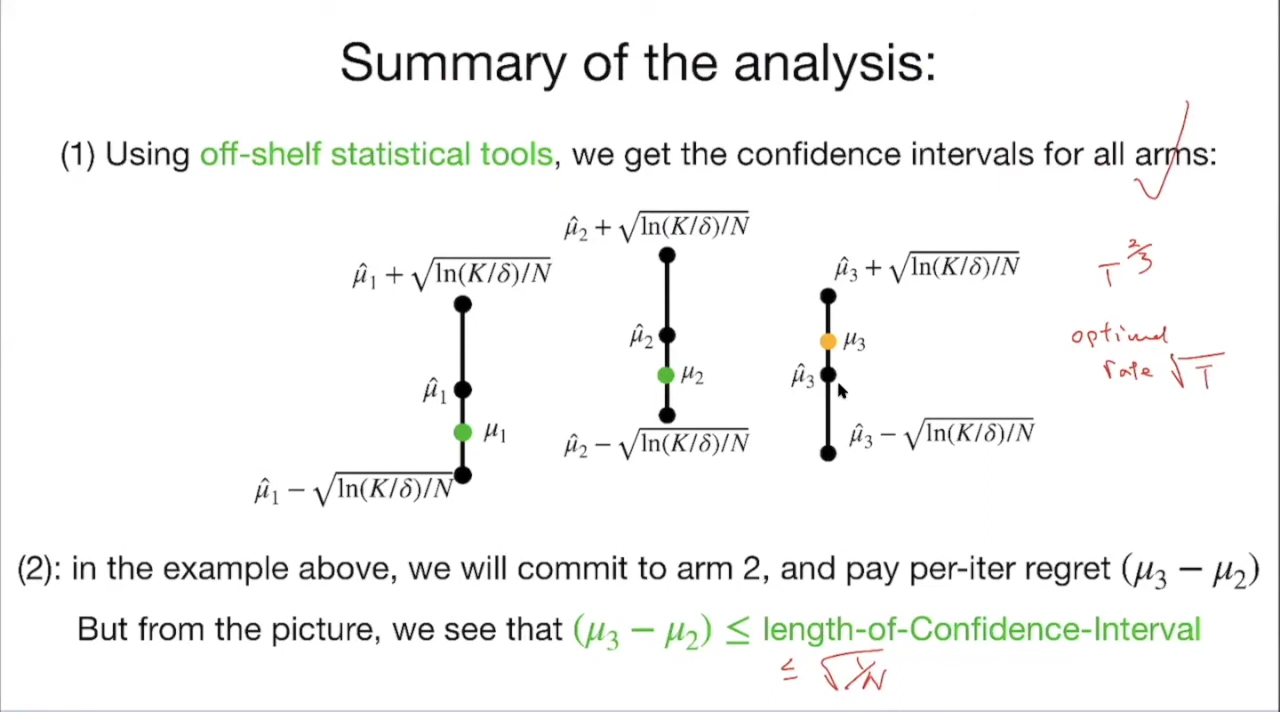 Summary of the analysis:
(1) Using off-shelf statistical tools, we get the confidence intervals for all arms:
μ̂₂ + √ln(K/δ)/N
μ̂₁ + √ln(K/δ)/N
μ̂₃ + √ln(K/δ)/N
T^2/3
μ̂₂
μ₃
optimal
rate √T
μ̂₁
μ₂
μ̂₃
μ₁
μ̂₂ − √ln(K/δ)/N
μ̂₃ − √ln(K/δ)/N
μ̂₁ − √ln(K/δ)/N
(2): in the example above, we will commit to arm 2, and pay per-iter regret (μ₃ − μ₂)
But from the picture, we see that (μ₃ − μ₂) ≤ length-of-Confidence-Interval
≤ √1/N